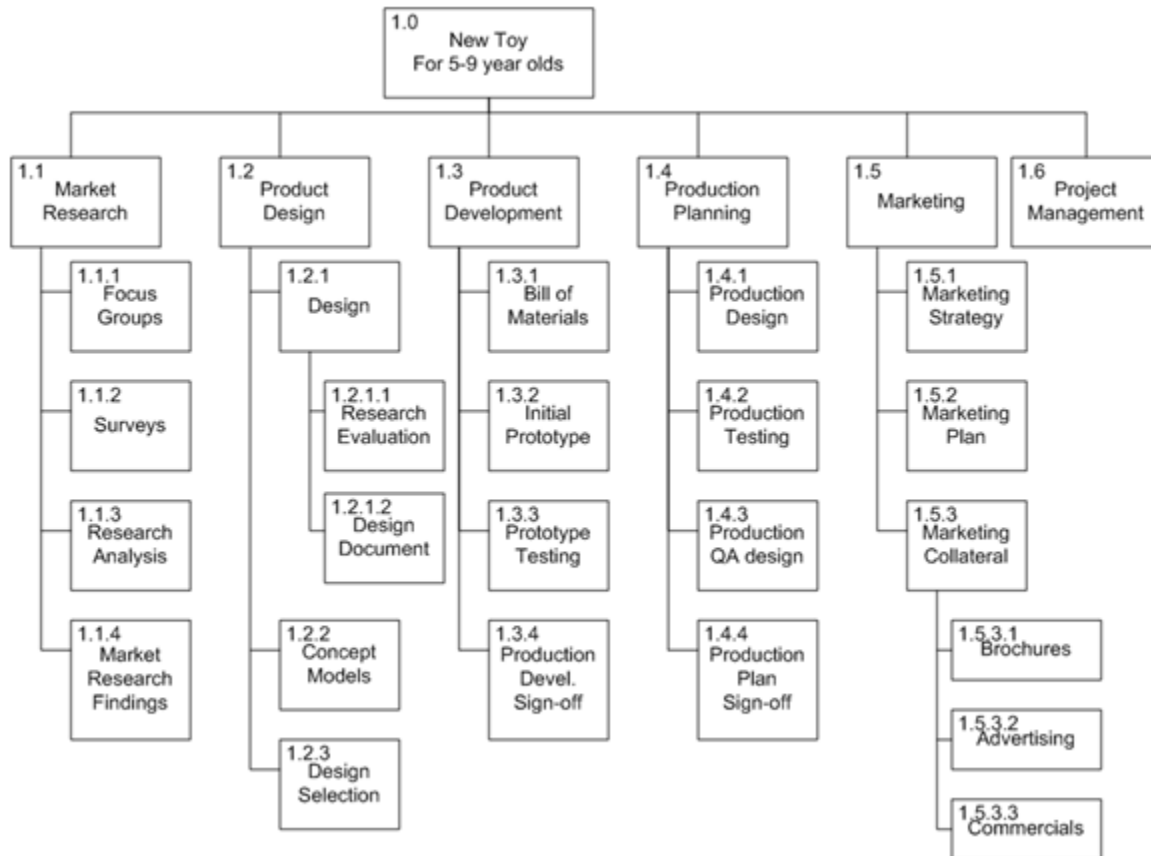 1.0
New Toy
For 5-9 year olds
1.1
Market
Research
1.2
Product
Design
1.3
Product
Development
1.4
Production
Planning
1.5
Marketing
1.6
Project
Management
1.1.1
Focus
Groups
1.1.2
Surveys
1.1.3
Research
Analysis
1.1.4
Market
Research
Findings
1.2.1
Design
1.2.1.1
Research
Evaluation
1.2.1.2
Design
Document
1.2.2
Concept
Models
1.2.3
Design
Selection
1.3.1
Bill of
Materials
1.3.2
Initial
Prototype
1.3.3
Prototype
Testing
1.3.4
Production
Devel.
Sign-off
1.4.1
Production
Design
1.4.2
Production
Testing
1.4.3
Production
QA design
1.4.4
Production
Plan
Sign-off
1.5.1
Marketing
Strategy
1.5.2
Marketing
Plan
1.5.3
Marketing
Collateral
1.5.3.1
Brochures
1.5.3.2
Advertising
1.5.3.3
Commercials